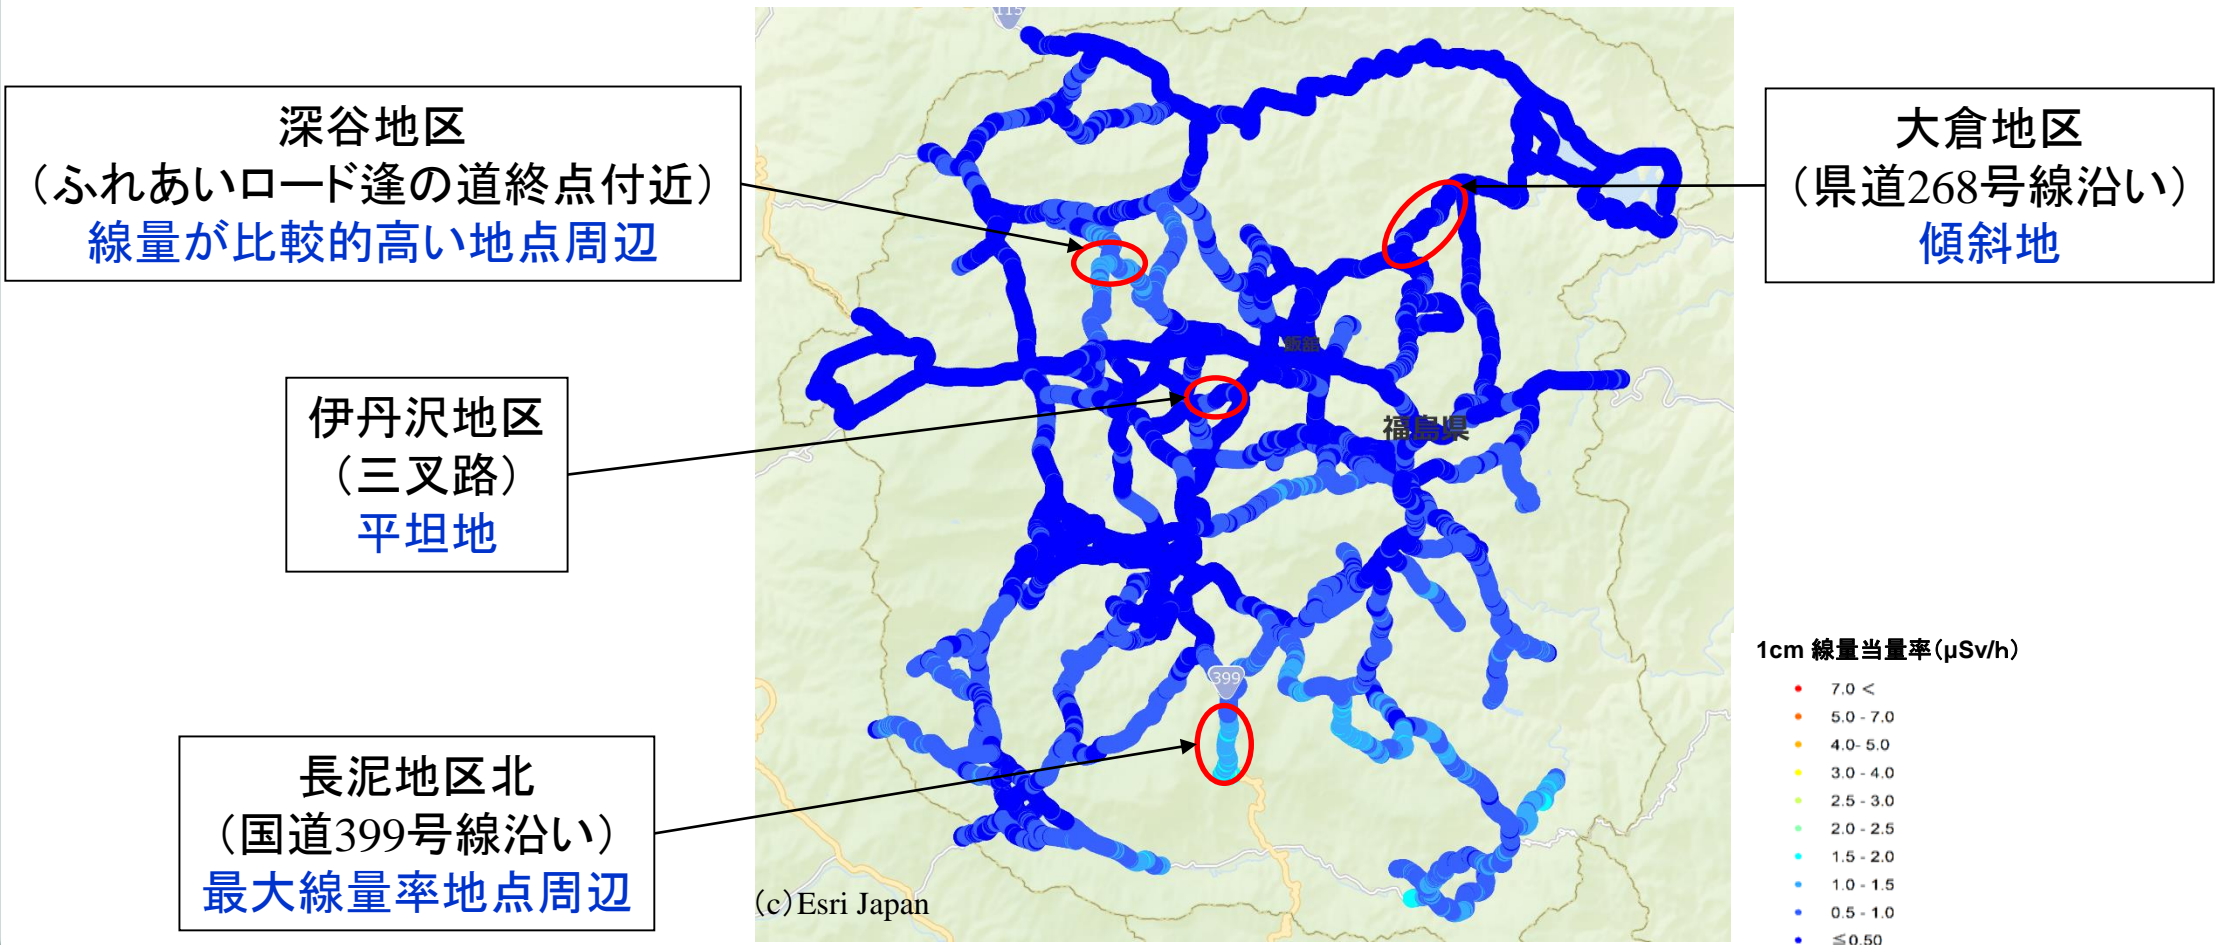 深谷地区
（ふれあいロード逢の道終点付近）
線量が比較的高い地点周辺
大倉地区
（県道268号線沿い）
傾斜地
伊丹沢地区
（三叉路）
平坦地
長泥地区北
（国道399号線沿い）
最大線量率地点周辺
115
飯舘
福島県
399
(c)Esri Japan
1cm 線量当量率(μSv/h)
7.0 <
5.0 - 7.0
4.0- 5.0
3.0 - 4.0
2.5 - 3.0
2.0 - 2.5
1.5 - 2.0
1.0 - 1.5
0.5 - 1.0
≦0.50